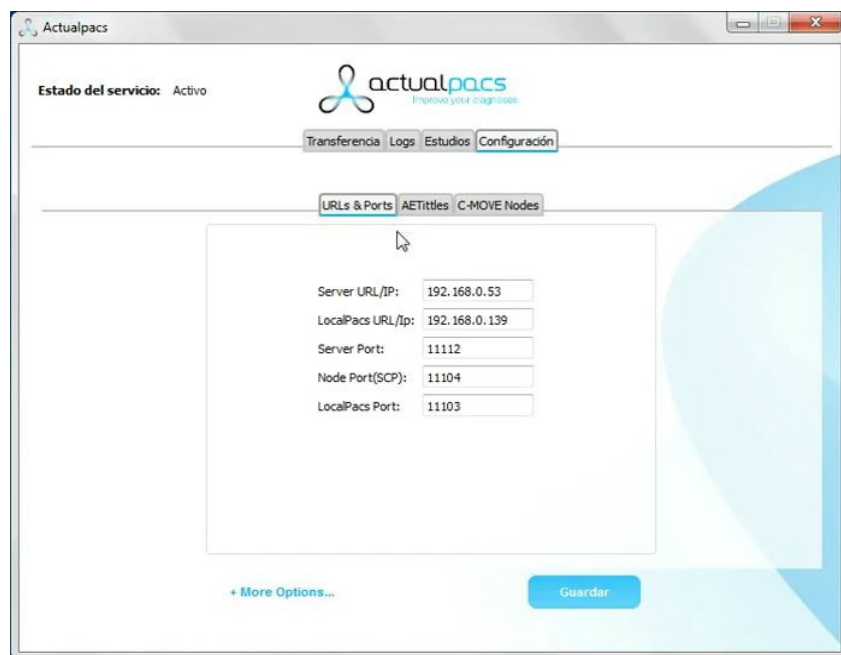 Actualpacs
Estado del servicio: Activo
actualpacs
Improve your diagnoses
Transferencia Logs Estudios Configuración
URLs & Ports AETittles C-MOVE Nodes
Server URL/IP: 192.168.0.53
LocalPacs URL/Ip: 192.168.0.139
Server Port: 11112
Node Port(SCP): 11104
LocalPacs Port: 11103
+ More Options... Guardar